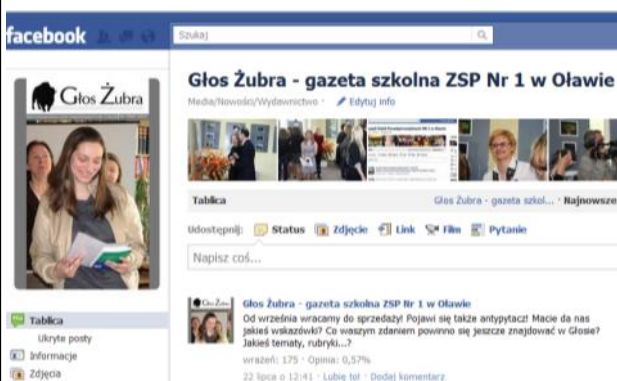 facebook
Szukaj
Głos Żubra
Głos Żubra - gazeta szkolna ZSP Nr 1 w Oławie
Media/Nowości/Wydawnictwo · Edytuj info
Tablica
Głos Żubra - gazeta szkol... · Najnowsze
Udostępnij: Status Zdjęcie Link Film Pytanie
Napisz coś...
Głos Żubra - gazeta szkolna ZSP Nr 1 w Oławie
Od września wracamy do sprzedaży! Pojawi się także antypytacz! Macie da nas
jakieś wskazówki? Co waszym zdaniem powinno się jeszcze znajdować w Głosie?
Jakieś tematy, rubryki...?
wrażeń: 175 · Opinia: 0,57%
22 lipca o 12:41 · Lubię to! · Dodaj komentarz
Tablica
Ukryte posty
Informacje
Zdjęcia